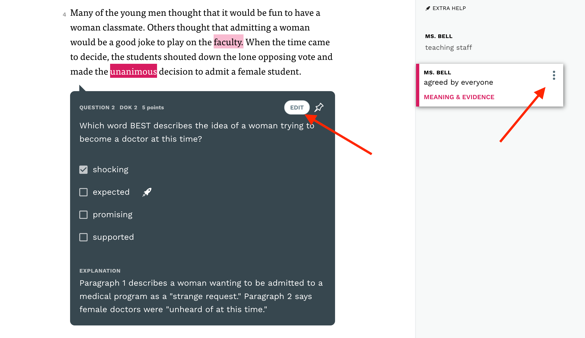 4 Many of the young men thought that it would be fun to have a
woman classmate. Others thought that admitting a woman
would be a good joke to play on the faculty. When the time came
to decide, the students shouted down the lone opposing vote and
made the unanimous decision to admit a female student.
QUESTION 2 DOK 2 5 points
EDIT
Which word BEST describes the idea of a woman trying to
become a doctor at this time?
shocking
expected
promising
supported
EXPLANATION
Paragraph 1 describes a woman wanting to be admitted to a
medical program as a "strange request." Paragraph 2 says
female doctors were "unheard of at this time."
EXTRA HELP
MS. BELL
teaching staff
MS. BELL
agreed by everyone
MEANING & EVIDENCE